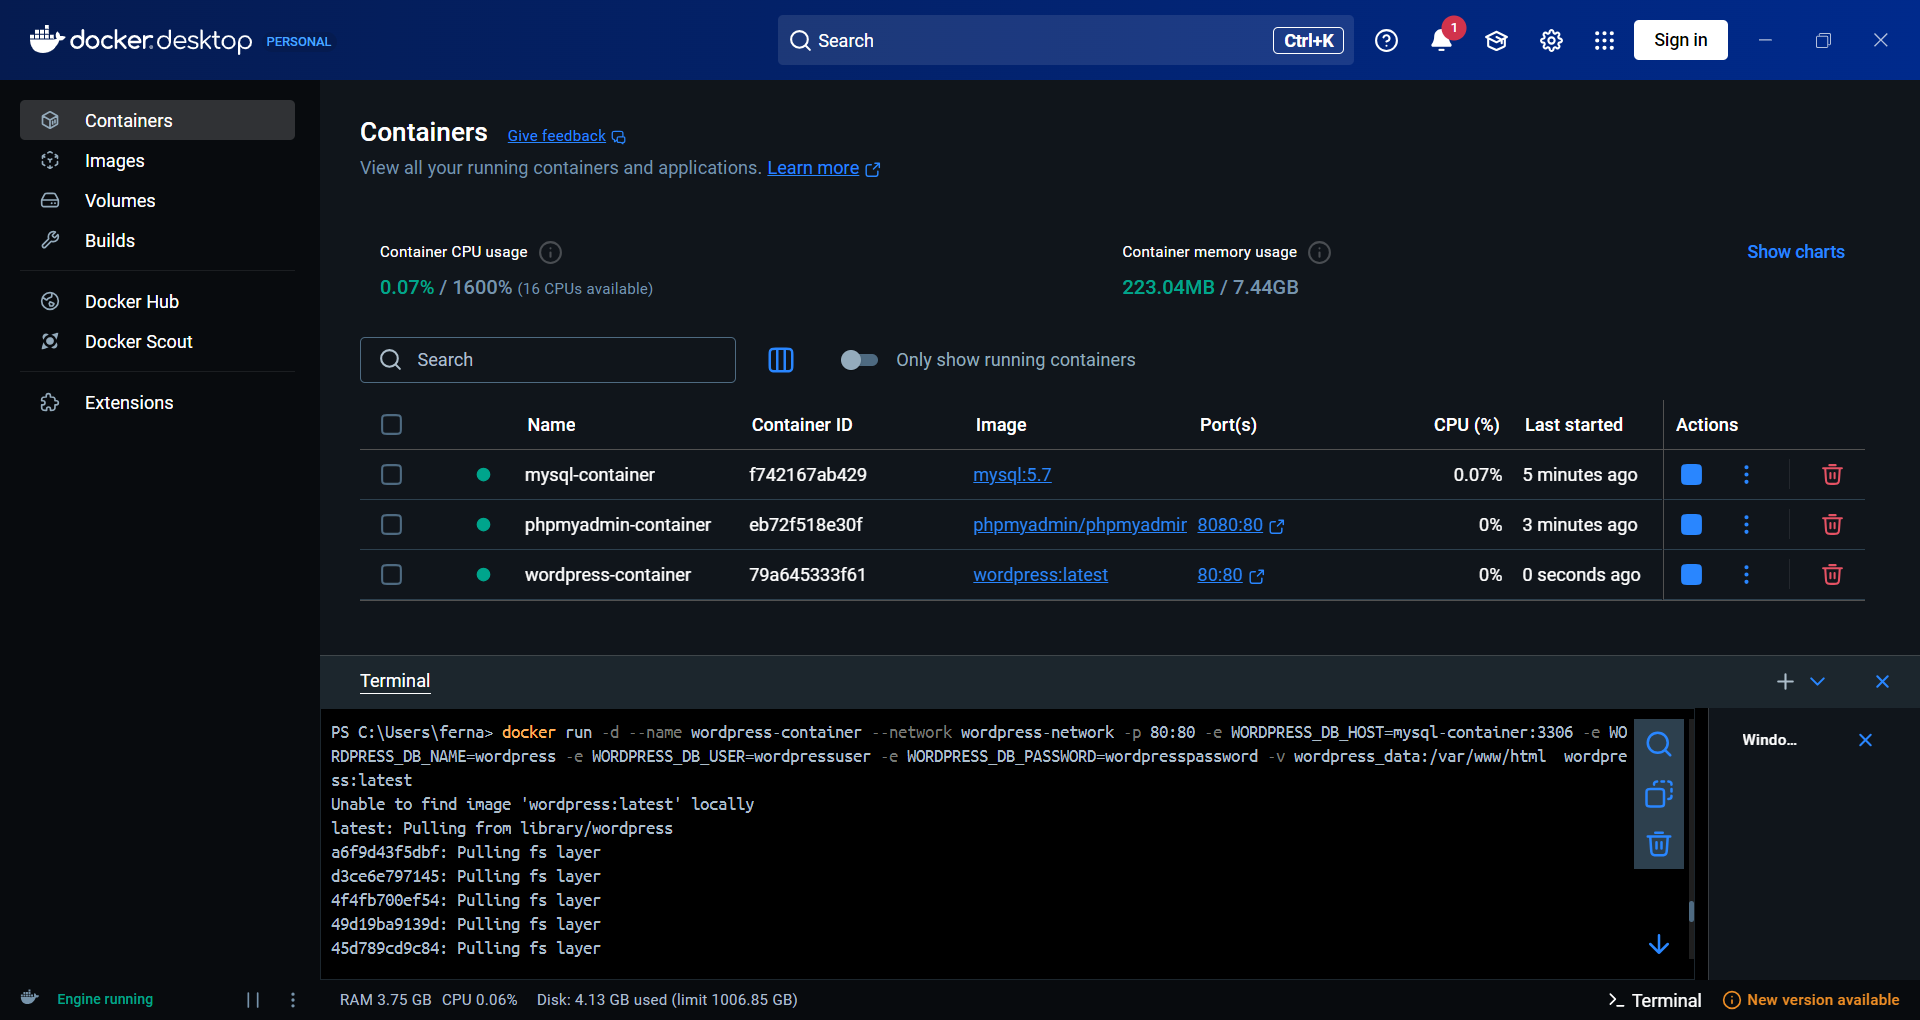 docker.desktop PERSONAL
Search Ctrl+K
1
Sign in
Containers
Images
Volumes
Builds
Docker Hub
Docker Scout
Extensions
Containers Give feedback
View all your running containers and applications. Learn more
Container CPU usage
0.07% / 1600% (16 CPUs available)
Container memory usage
223.04MB / 7.44GB
Show charts
Search
Only show running containers
Name Container ID Image Port(s) CPU (%) Last started Actions
mysql-container f742167ab429 mysql:5.7 0.07% 5 minutes ago
phpmyadmin-container eb72f518e30f phpmyadmin/phpmyadmir 8080:80 0% 3 minutes ago
wordpress-container 79a645333f61 wordpress:latest 80:80 0% 0 seconds ago
Terminal
PS C:\Users\ferna> docker run -d --name wordpress-container --network wordpress-network -p 80:80 -e WORDPRESS_DB_HOST=mysql-container:3306 -e WO
RDPRESS_DB_NAME=wordpress -e WORDPRESS_DB_USER=wordpressuser -e WORDPRESS_DB_PASSWORD=wordpresspassword -v wordpress_data:/var/www/html wordpre
ss:latest
Unable to find image 'wordpress:latest' locally
latest: Pulling from library/wordpress
a6f9d43f5dbf: Pulling fs layer
d3ce6e797145: Pulling fs layer
4f4fb700ef54: Pulling fs layer
49d19ba9139d: Pulling fs layer
45d789cd9c84: Pulling fs layer
Windo...
Engine running
RAM 3.75 GB CPU 0.06% Disk: 4.13 GB used (limit 1006.85 GB)
Terminal
New version available